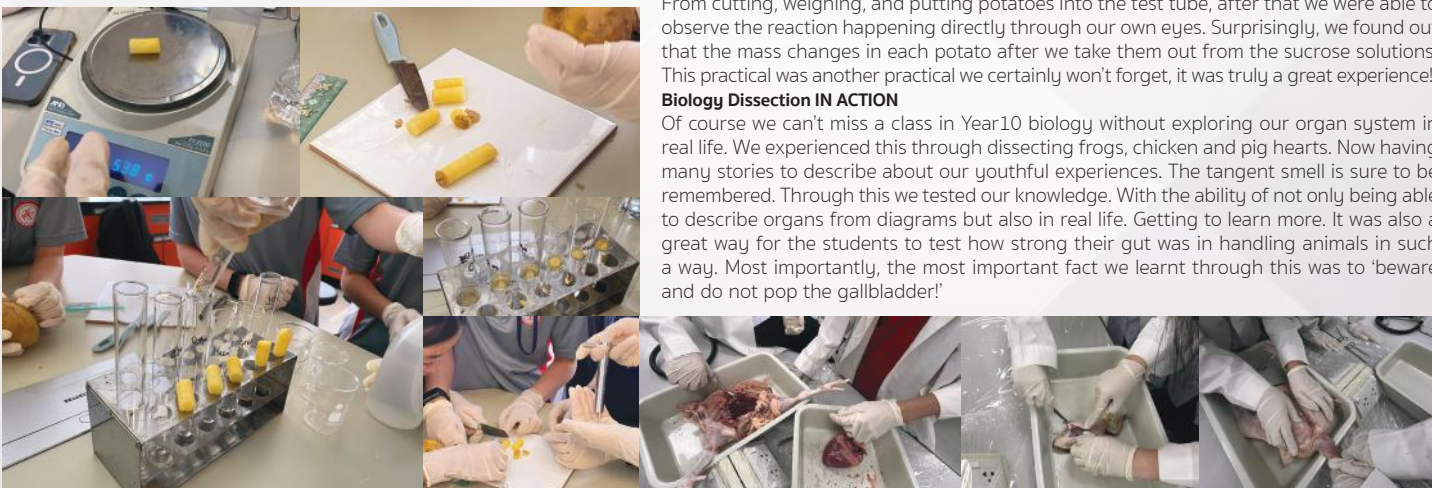 From cutting, weighing, and putting potatoes into the test tube, after that we were able to
observe the reaction happening directly through our own eyes. Surprisingly, we found ou
that the mass changes in each potato after we take them out from the sucrose solutions
This practical was another practical we certainly won't forget, it was truly a great experience!
Biology Dissection IN ACTION
Of course we can't miss a class in Year10 biology without exploring our organ system in
real life. We experienced this through dissecting frogs, chicken and pig hearts. Now having
many stories to describe about our youthful experiences. The tangent smell is sure to be
remembered. Through this we tested our knowledge. With the ability of not only being able
to describe organs from diagrams but also in real life. Getting to learn more. It was also a
great way for the students to test how strong their gut was in handling animals in such
a way. Most importantly, the most important fact we learnt through this was to ‘beware
and do not pop the gallbladder!’
AND